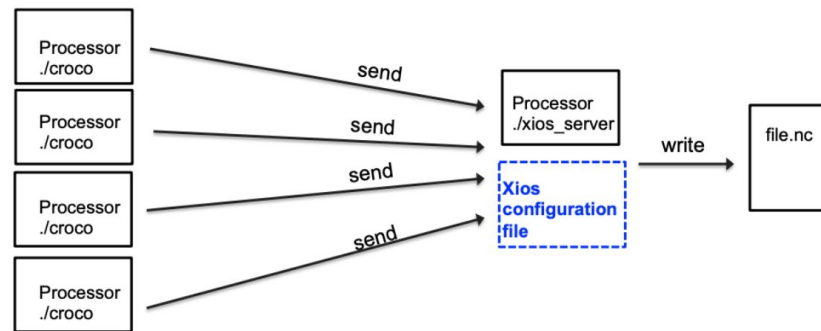 Processor
./croco
Processor
./croco
Processor
./croco
Processor
./croco
send
send
send
send
Processor
./xios_server
Xios
configuration
file
write
file.nc